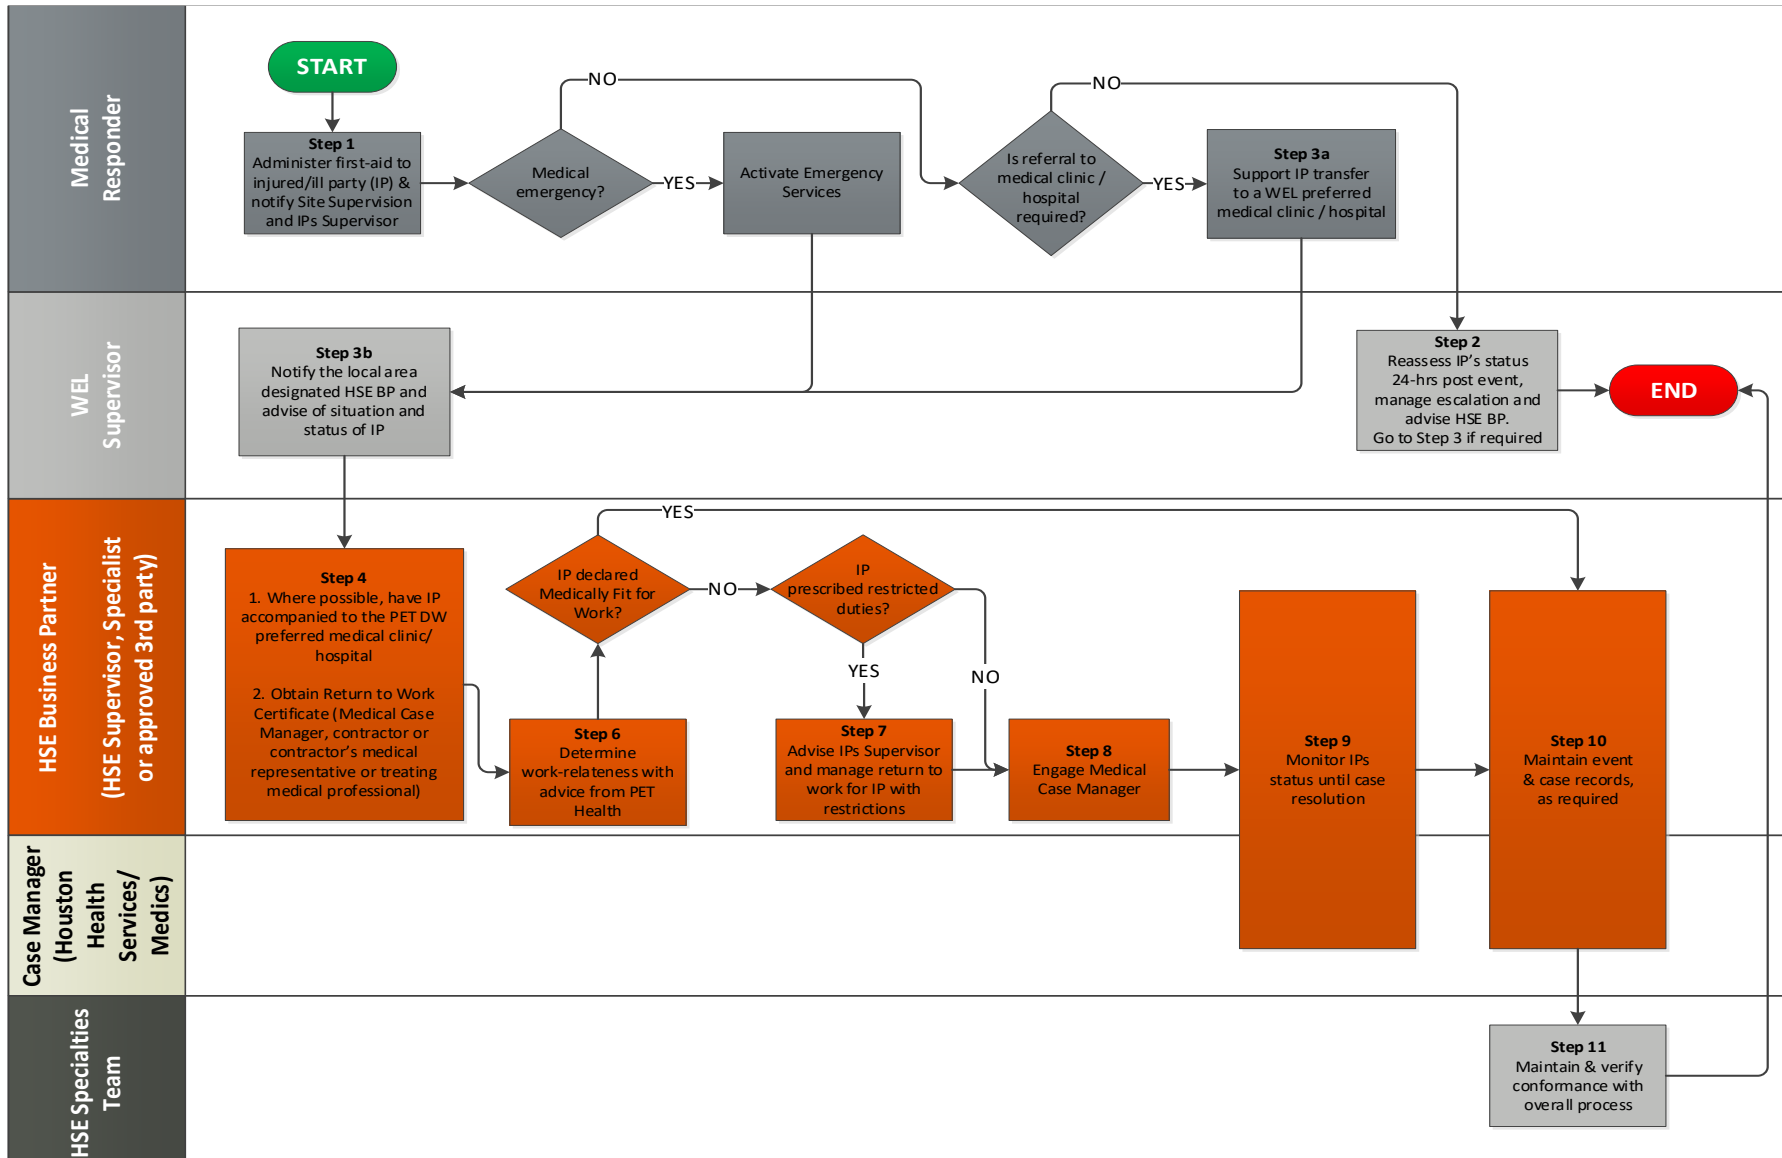 Medical
Responder
START
Step 1
Administer first-aid to
injured/ill party (IP) &
notify Site Supervision
and IPs Supervisor
Medical
emergency?
NO
YES
Activate Emergency
Services
Is referral to
medical clinic /
hospital
required?
NO
YES
Step 3a
Support IP transfer
to a WEL preferred
medical clinic / hospital
WEL
Supervisor
Step 3b
Notify the local area
designated HSE BP and
advise of situation and
status of IP
Step 2
Reassess IP's status
24-hrs post event,
manage escalation and
advise HSE BP.
Go to Step 3 if required
END
HSE Business Partner
(HSE Supervisor, Specialist
or approved 3rd party)
Step 4
1. Where possible, have IP
accompanied to the PET DW
preferred medical clinic/
hospital
2. Obtain Return to Work
Certificate (Medical Case
Manager, contractor or
contractor's medical
representative or treating
medical professional)
Step 6
Determine
work-relateness with
advice from PET
Health
IP declared
Medically Fit for
Work?
YES
NO
IP
prescribed restricted
duties?
YES
NO
Step 7
Advise IPs Supervisor
and manage return to
work for IP with
restrictions
Step 8
Engage Medical
Case Manager
Step 9
Monitor IPs
status until case
resolution
Step 10
Maintain event
& case records,
as required
Case Manager
(Houston
Health
Services/
Medics)
HSE Specialties
Team
Step 11
Maintain & verify
conformance with
overall process